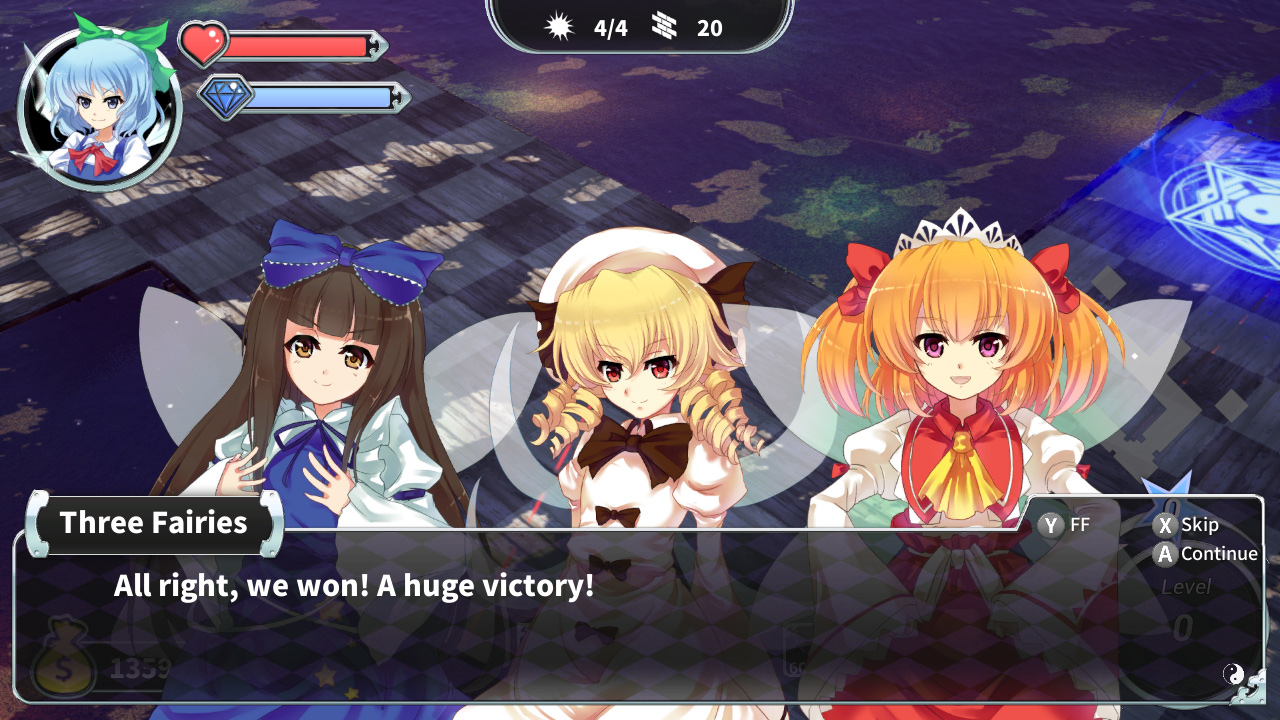 4/4 20
Three Fairies
Y FF
X Skip
A Continue
All right, we won! A huge victory!
Level
0
$ 1359